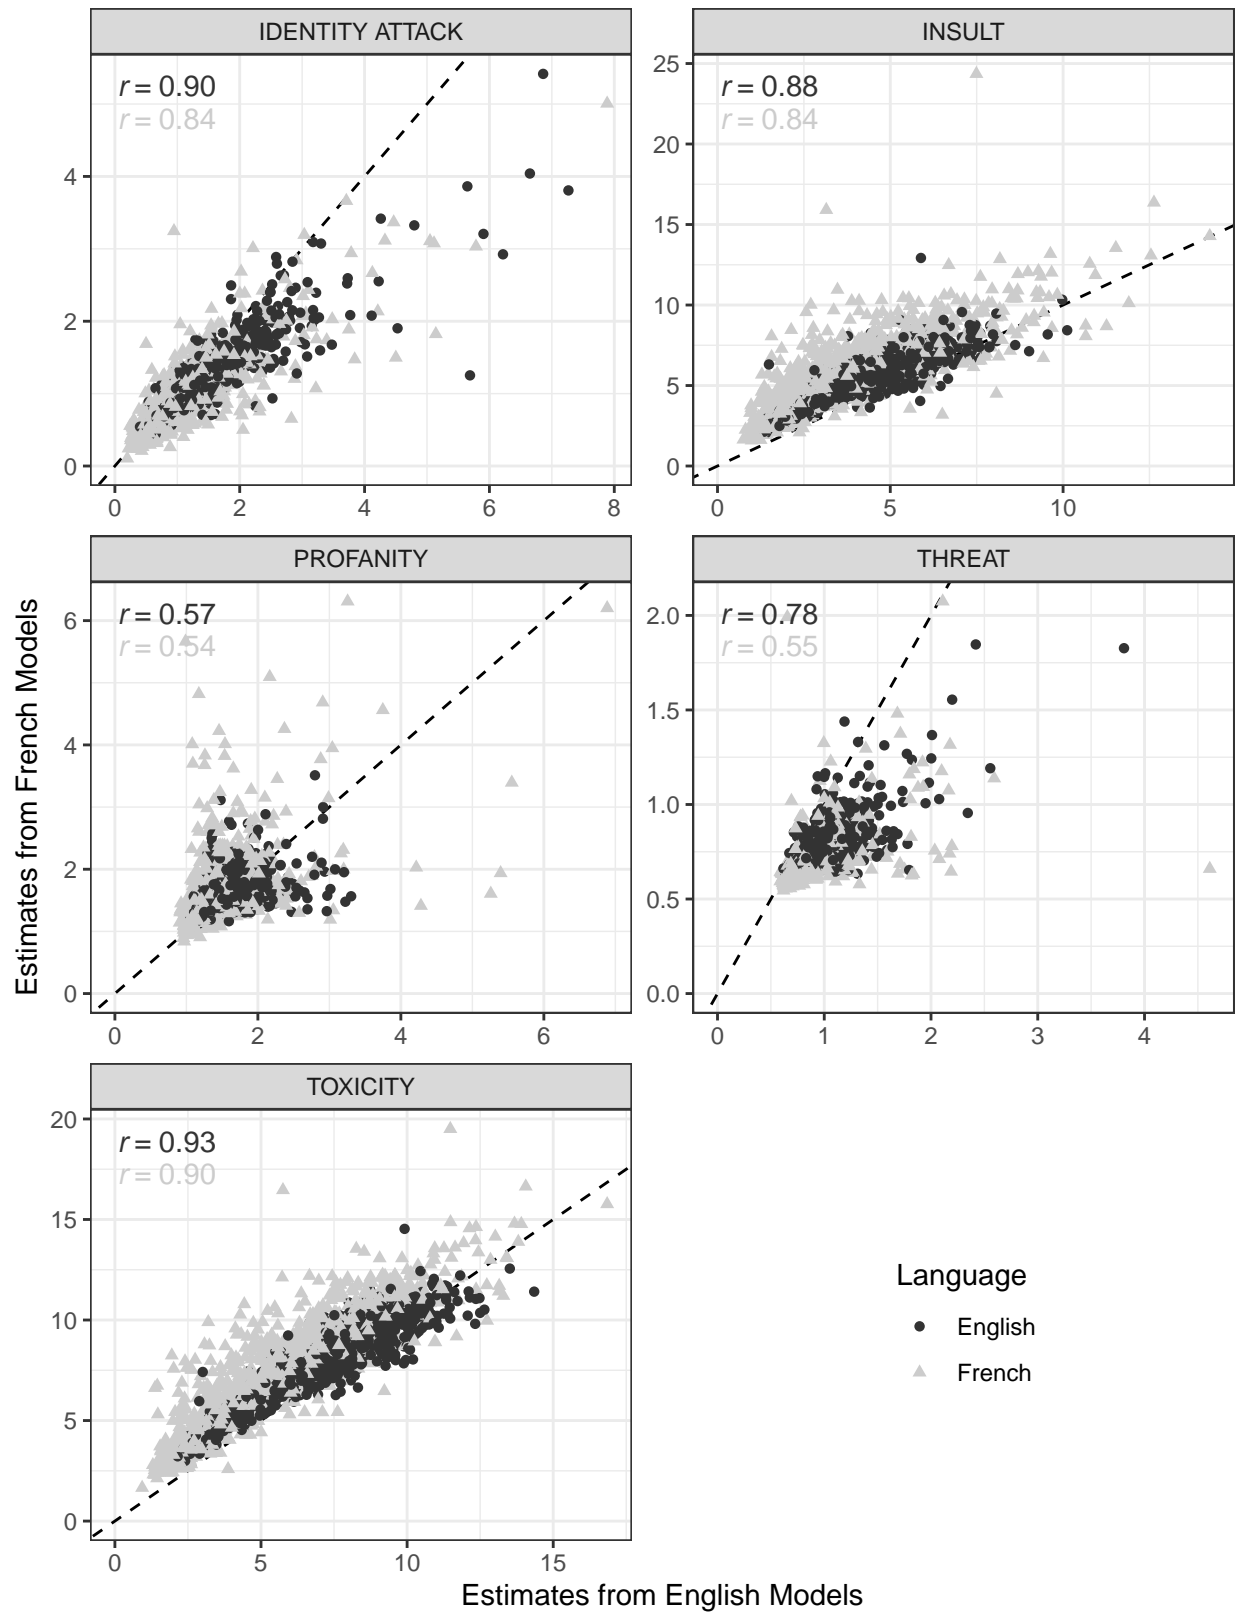 IDENTITY ATTACK
INSULT
r = 0.90
r = 0.84
0
2
4
0
2
4
6
8
r = 0.88
r = 0.84
25
20
15
10
5
0
0
5
10
PROFANITY
THREAT
r = 0.57
r = 0.54
6
4
2
0
0
2
4
6
r = 0.78
r = 0.55
2.0
1.5
1.0
0.5
0.0
0
1
2
3
4
Estimates from French Models
TOXICITY
r = 0.93
r = 0.90
20
15
10
5
0
0
5
10
15
Language
English
French
Estimates from English Models